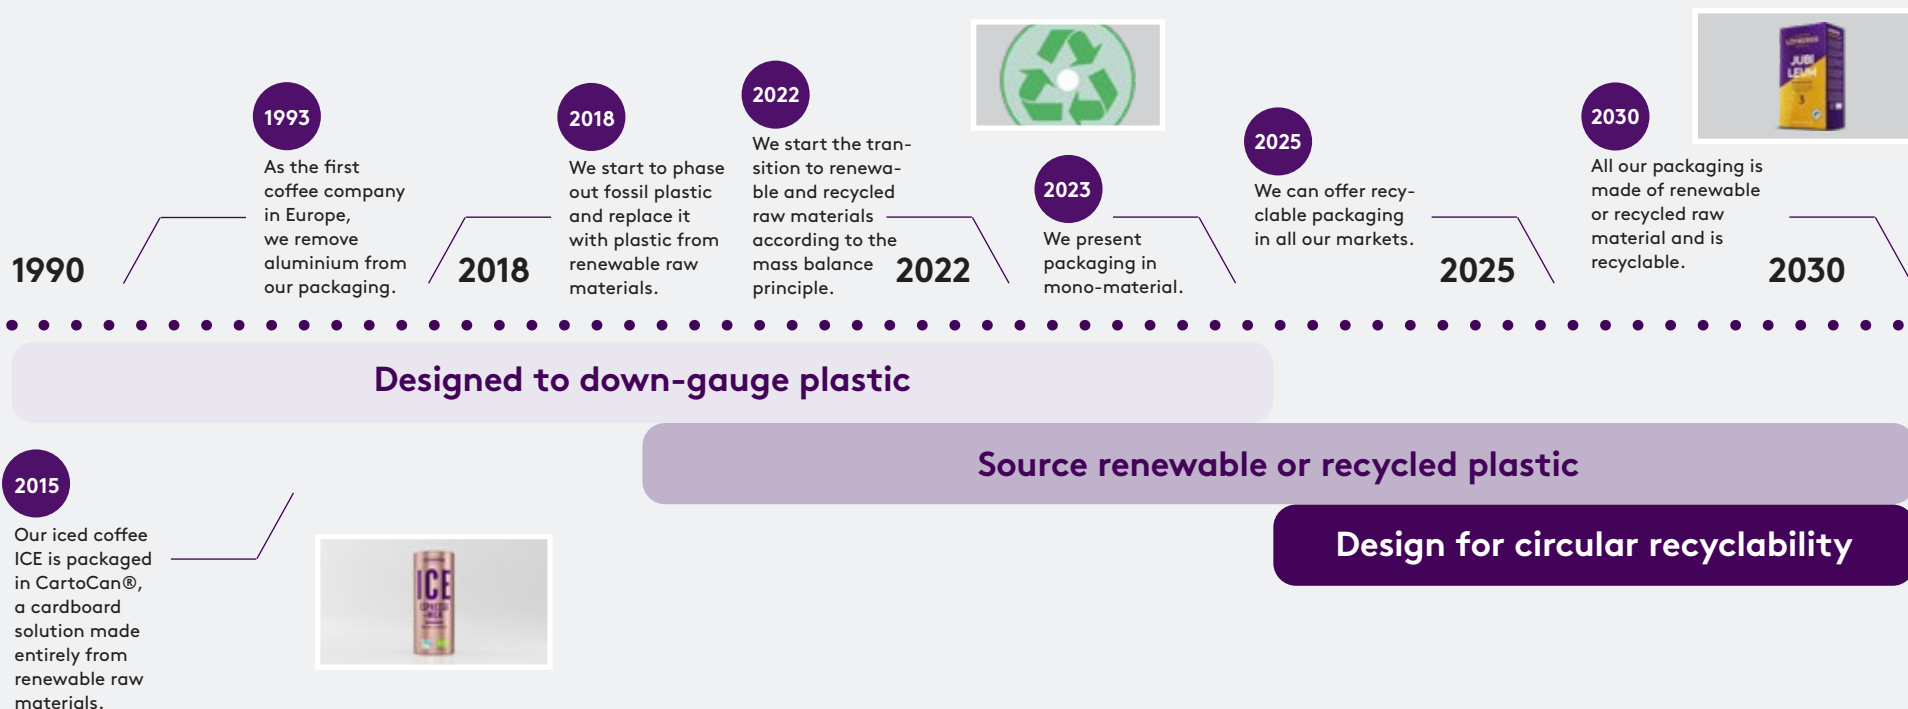 1990
1993
As the first
coffee company
in Europe,
we remove
aluminium from
our packaging.
2018
2018
We start to phase
out fossil plastic
and replace it
with plastic from
renewable raw
materials.
2022
We start the tran-
sition to renewa-
ble and recycled
raw materials
according to the
mass balance
principle.
2022
2023
We present
packaging in
mono-material.
2025
We can offer recy-
clable packaging
in all our markets.
2025
2030
All our packaging is
made of renewable
or recycled raw
material and is
recyclable.
2030
JUBI
LEUM
Designed to down-gauge plastic
Source renewable or recycled plastic
Design for circular recyclability
2015
Our iced coffee
ICE is packaged
in CartoCan®,
a cardboard
solution made
entirely from
renewable raw
materials.
ICE